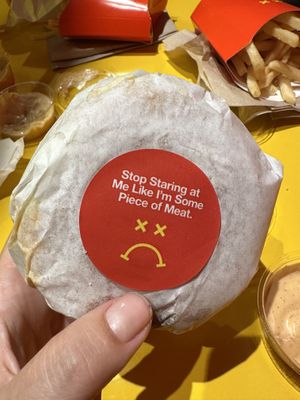 Stop Staring at
Me Like I'm Some
Piece of Meat.